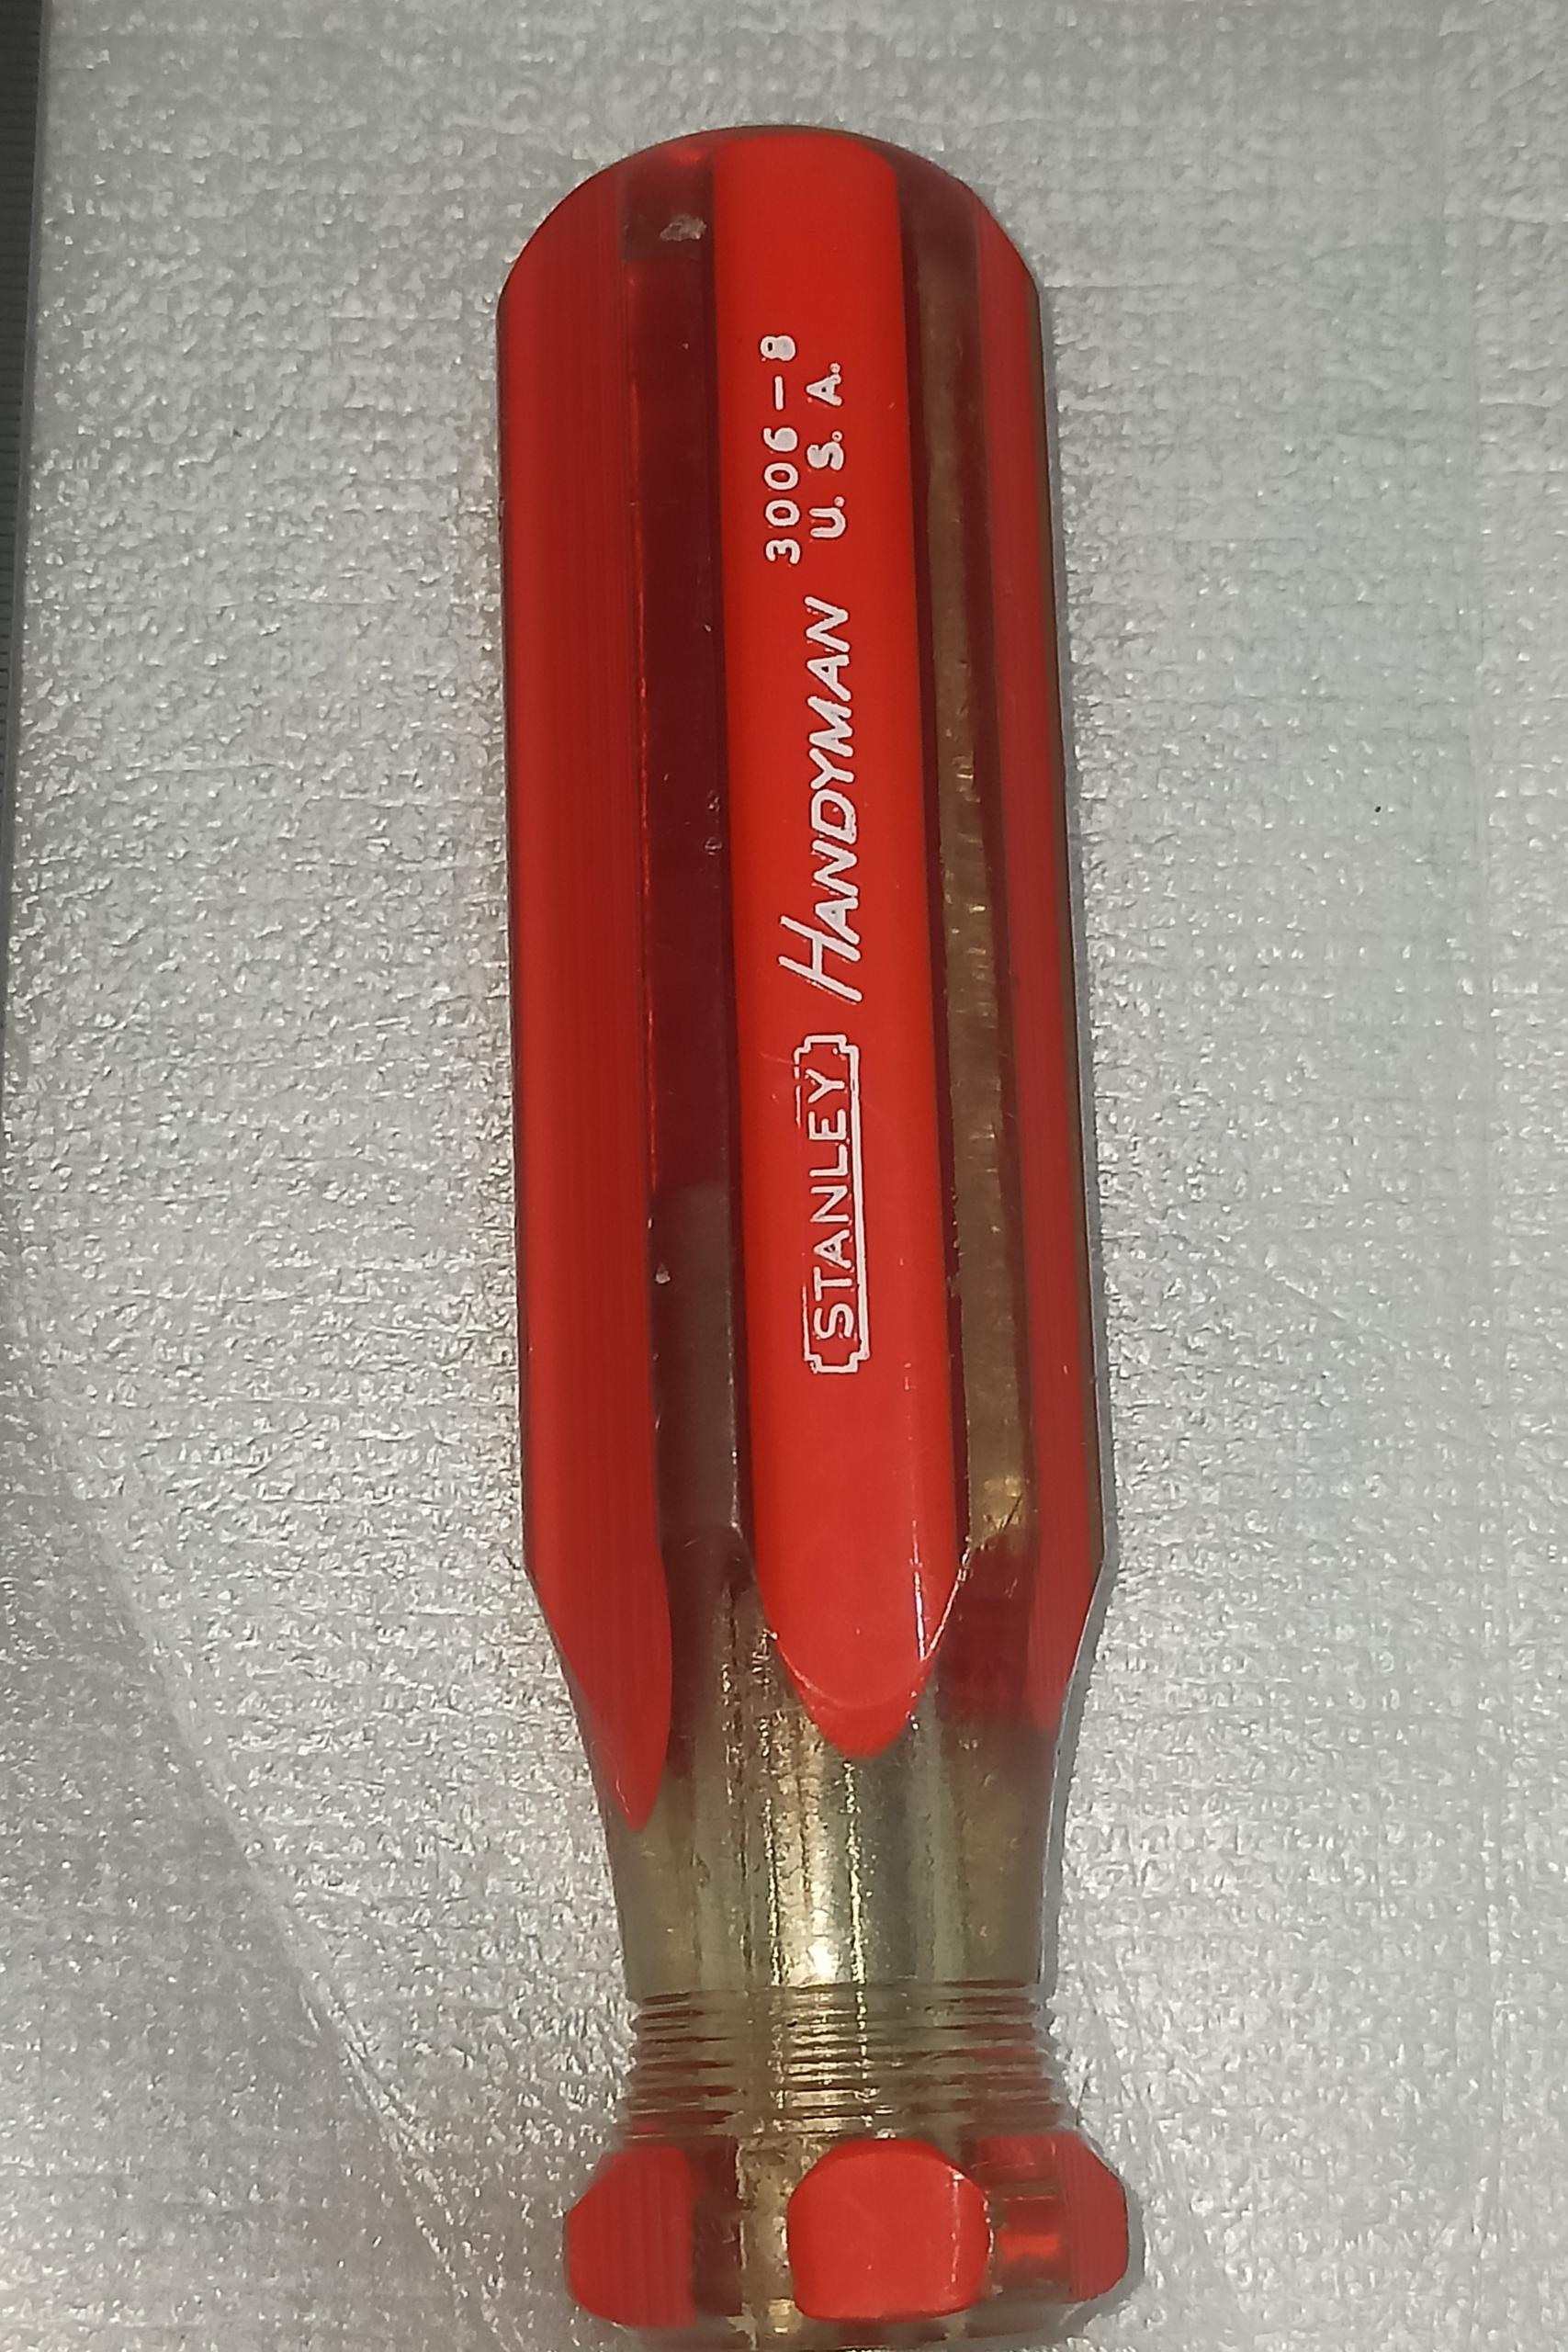 STANLEY HANDYMAN 3006-8
U. S. A.